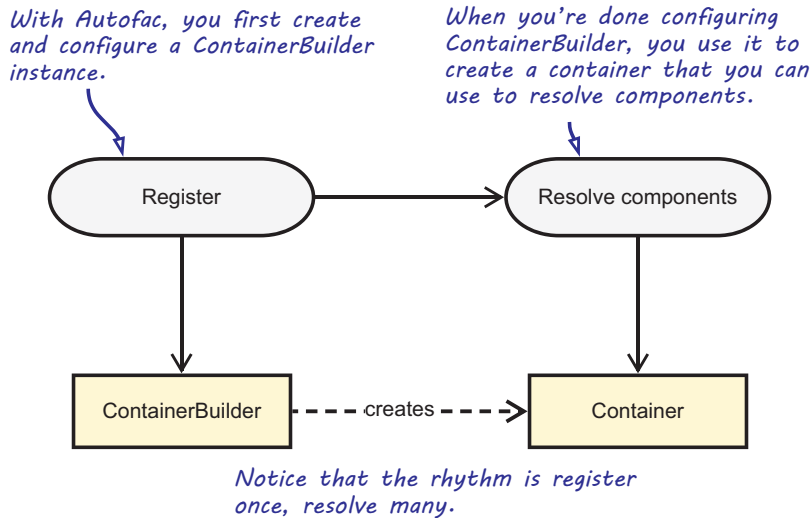 With Autofac, you first create
and configure a ContainerBuilder
instance.
When you're done configuring
ContainerBuilder, you use it to
create a container that you can
use to resolve components.
Register
Resolve components
ContainerBuilder
creates
Container
Notice that the rhythm is register
once, resolve many.